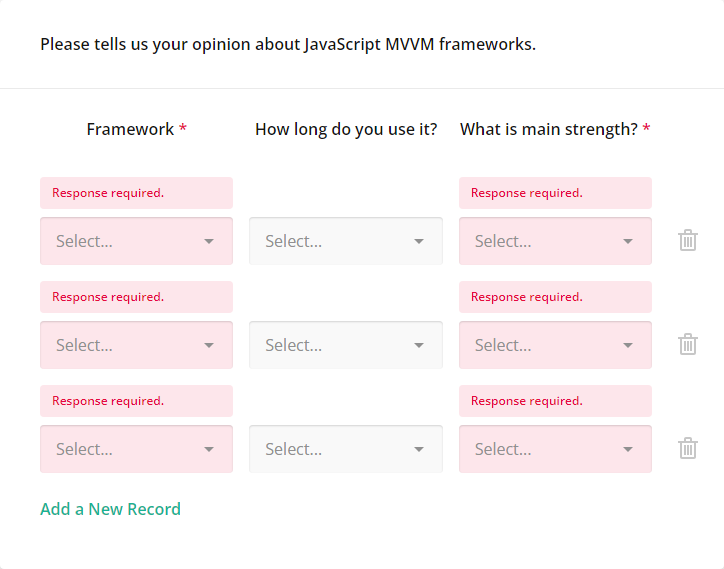 Please tells us your opinion about JavaScript MVVM frameworks.
Framework * How long do you use it? What is main strength? *
Response required. Response required.
Select... Select... Select...
Response required. Response required.
Select... Select... Select...
Response required. Response required.
Select... Select... Select...
Add a New Record